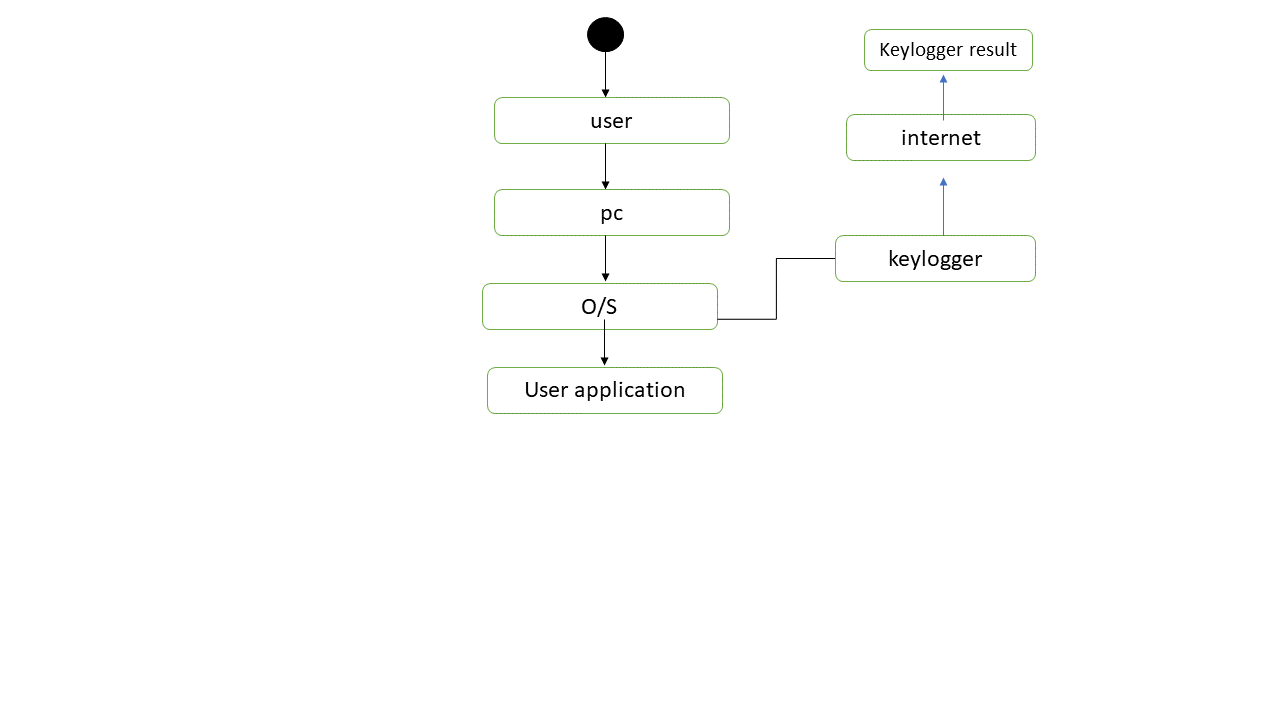 user
pc
O/S
User application
Keylogger result
internet
keylogger